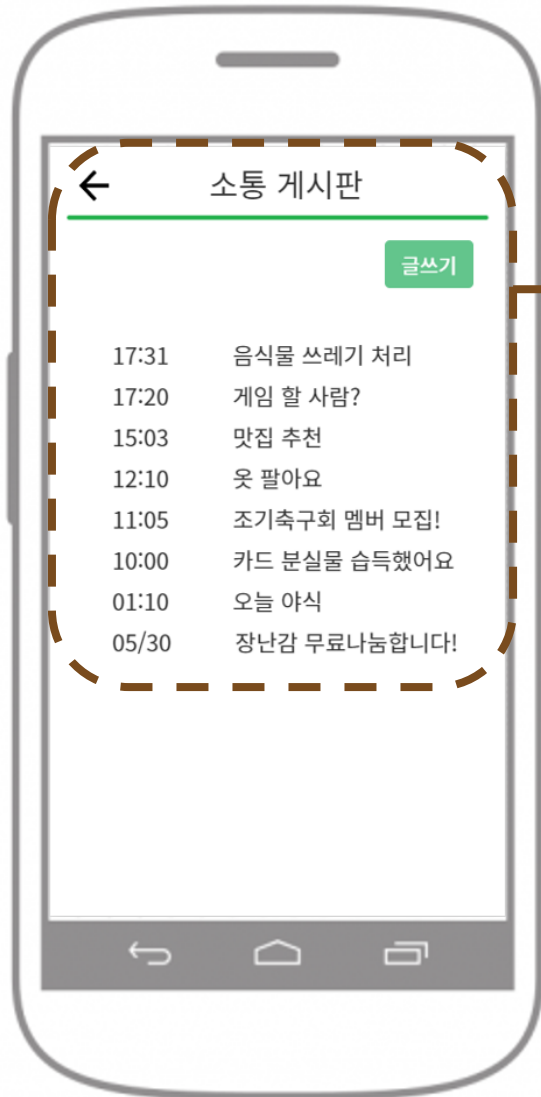 소통 게시판
글쓰기
17:31 음식물 쓰레기 처리
17:20 게임 할 사람?
15:03 맛집 추천
12:10 옷 팔아요
11:05 조기축구회 멤버 모집!
10:00 카드 분실물 습득했어요
01:10 오늘 야식
05/30 장난감 무료나눔합니다!